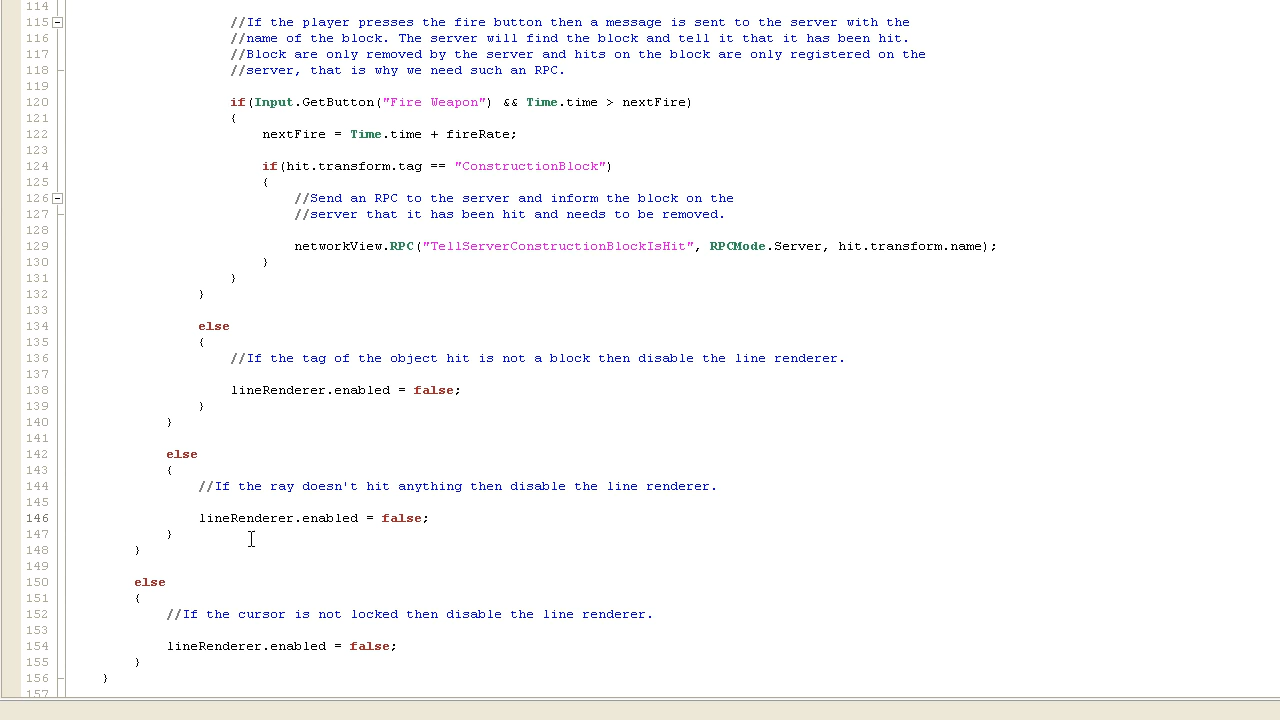 114
115 //If the player presses the fire button then a message is sent to the server with the
116 //name of the block. The server will find the block and tell it that it has been hit.
117 //Block are only removed by the server and hits on the block are only registered on the
118 //server, that is why we need such an RPC.
119
120 if(Input.GetButton("Fire Weapon") && Time.time > nextFire)
121 {
122 nextFire = Time.time + fireRate;
123
124 if(hit.transform.tag == "ConstructionBlock")
125 {
126 //Send an RPC to the server and inform the block on the
127 //server that it has been hit and needs to be removed.
128
129 networkView.RPC("TellServerConstructionBlockIsHit", RPCMode.Server, hit.transform.name);
130 }
131 }
132 }
133
134 else
135 {
136 //If the tag of the object hit is not a block then disable the line renderer.
137
138 lineRenderer.enabled = false;
139 }
140 }
141
142 else
143 {
144 //If the ray doesn't hit anything then disable the line renderer.
145
146 lineRenderer.enabled = false;
147 }
148 }
149
150 else
151 {
152 //If the cursor is not locked then disable the line renderer.
153
154 lineRenderer.enabled = false;
155 }
156 }
157